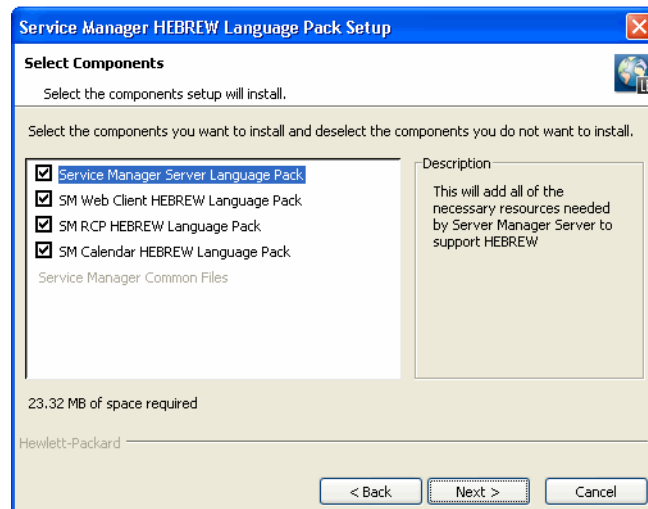 Service Manager HEBREW Language Pack Setup
Select Components
Select the components setup will install.
Select the components you want to install and deselect the components you do not want to install.
Service Manager Server Language Pack
SM Web Client HEBREW Language Pack
SM RCP HEBREW Language Pack
SM Calendar HEBREW Language Pack
Service Manager Common Files
Description
This will add all of the
necessary resources needed
by Server Manager Server to
support HEBREW
23.32 MB of space required
Hewlett-Packard
< Back
Next >
Cancel